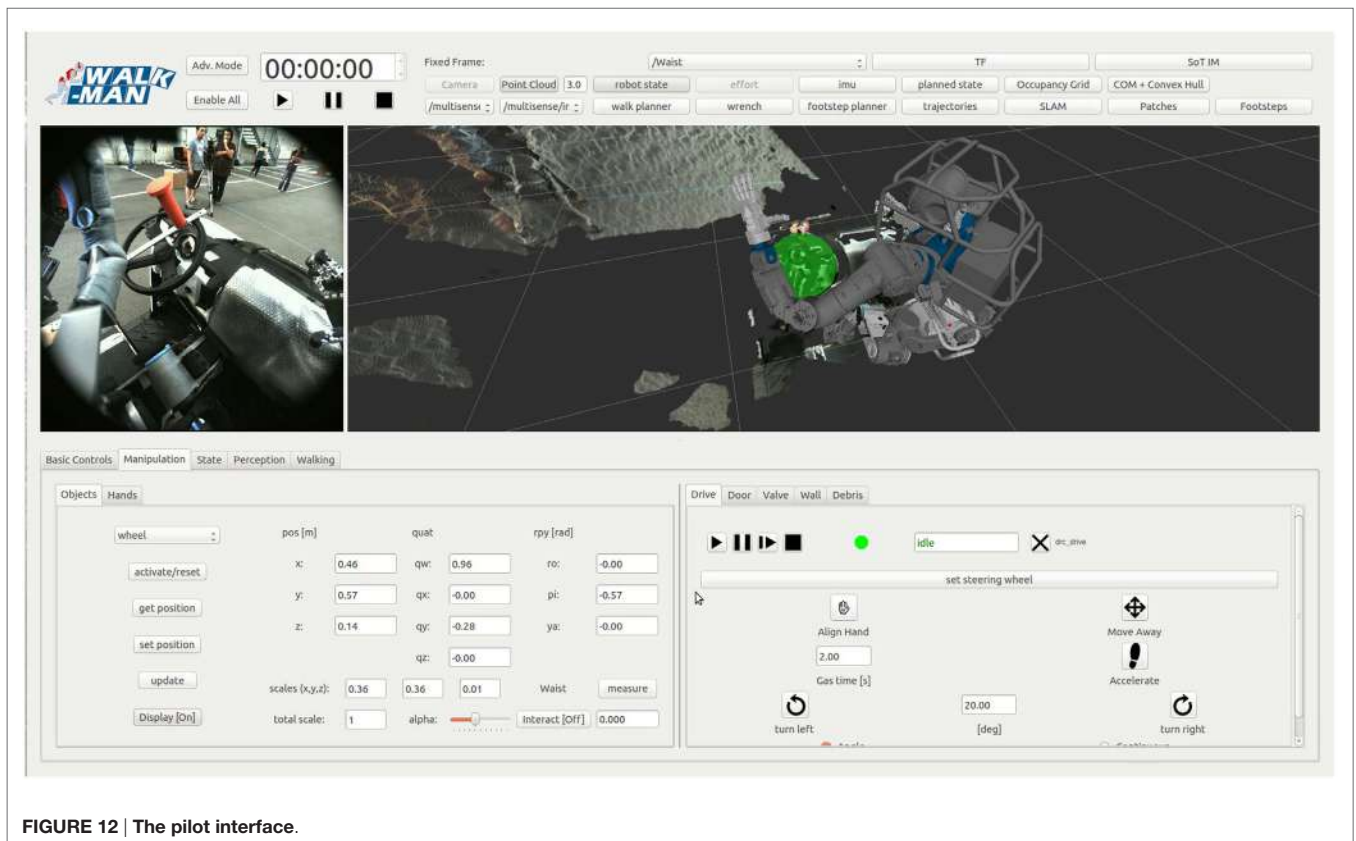 WALK
-MAN
Adv. Mode
Enable All
00:00:00
Fixed Frame: /Waist TF SoT IM
Camera Point Cloud 3.0 robot state effort imu planned state Occupancy Grid COM + Convex Hull
/multisens /multisense/ir walk planner wrench footstep planner trajectories SLAM Patches Footsteps
Basic Controls Manipulation State Perception Walking
Objects Hands
wheel pos [m] quat rpy [rad]
activate/reset x: 0.46 qw: 0.96 ro: -0.00
get position y: 0.57 qx: -0.00 pi: -0.57
set position z: 0.14 qy: -0.28 ya: -0.00
qz: -0.00
update scales (x,y,z): 0.36 0.36 0.01 Waist measure
Display [On] total scale: 1 alpha: Interact [Off] 0.000
Drive Door Valve Wall Debris
idle drc_drive
set steering wheel
Align Hand Move Away
2.00
Gas time [s] Accelerate
20.00
turn left [deg] turn right
Angle Continuous
FIGURE 12 | The pilot interface.